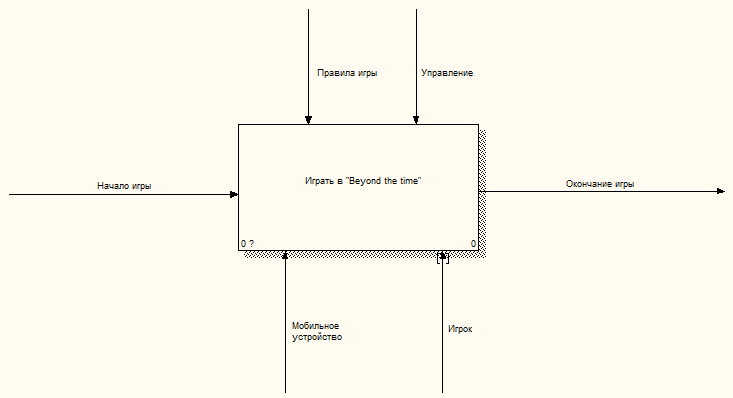 Правила игры
Управление
Играть в "Beyond the time"
Начало игры
Окончание игры
0 ?
0
Мобильное
устройство
Игрок